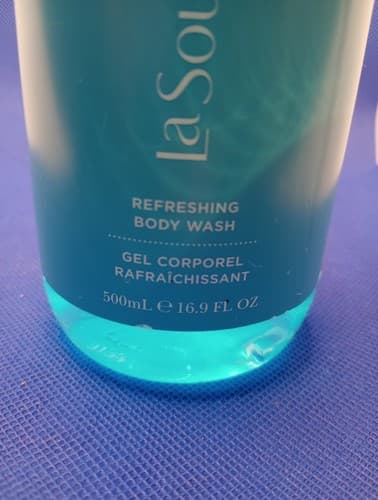 La Sou
REFRESHING
BODY WASH
GEL CORPOREL
RAFRAÎCHISSANT
500mL ℮ 16.9 FL OZ